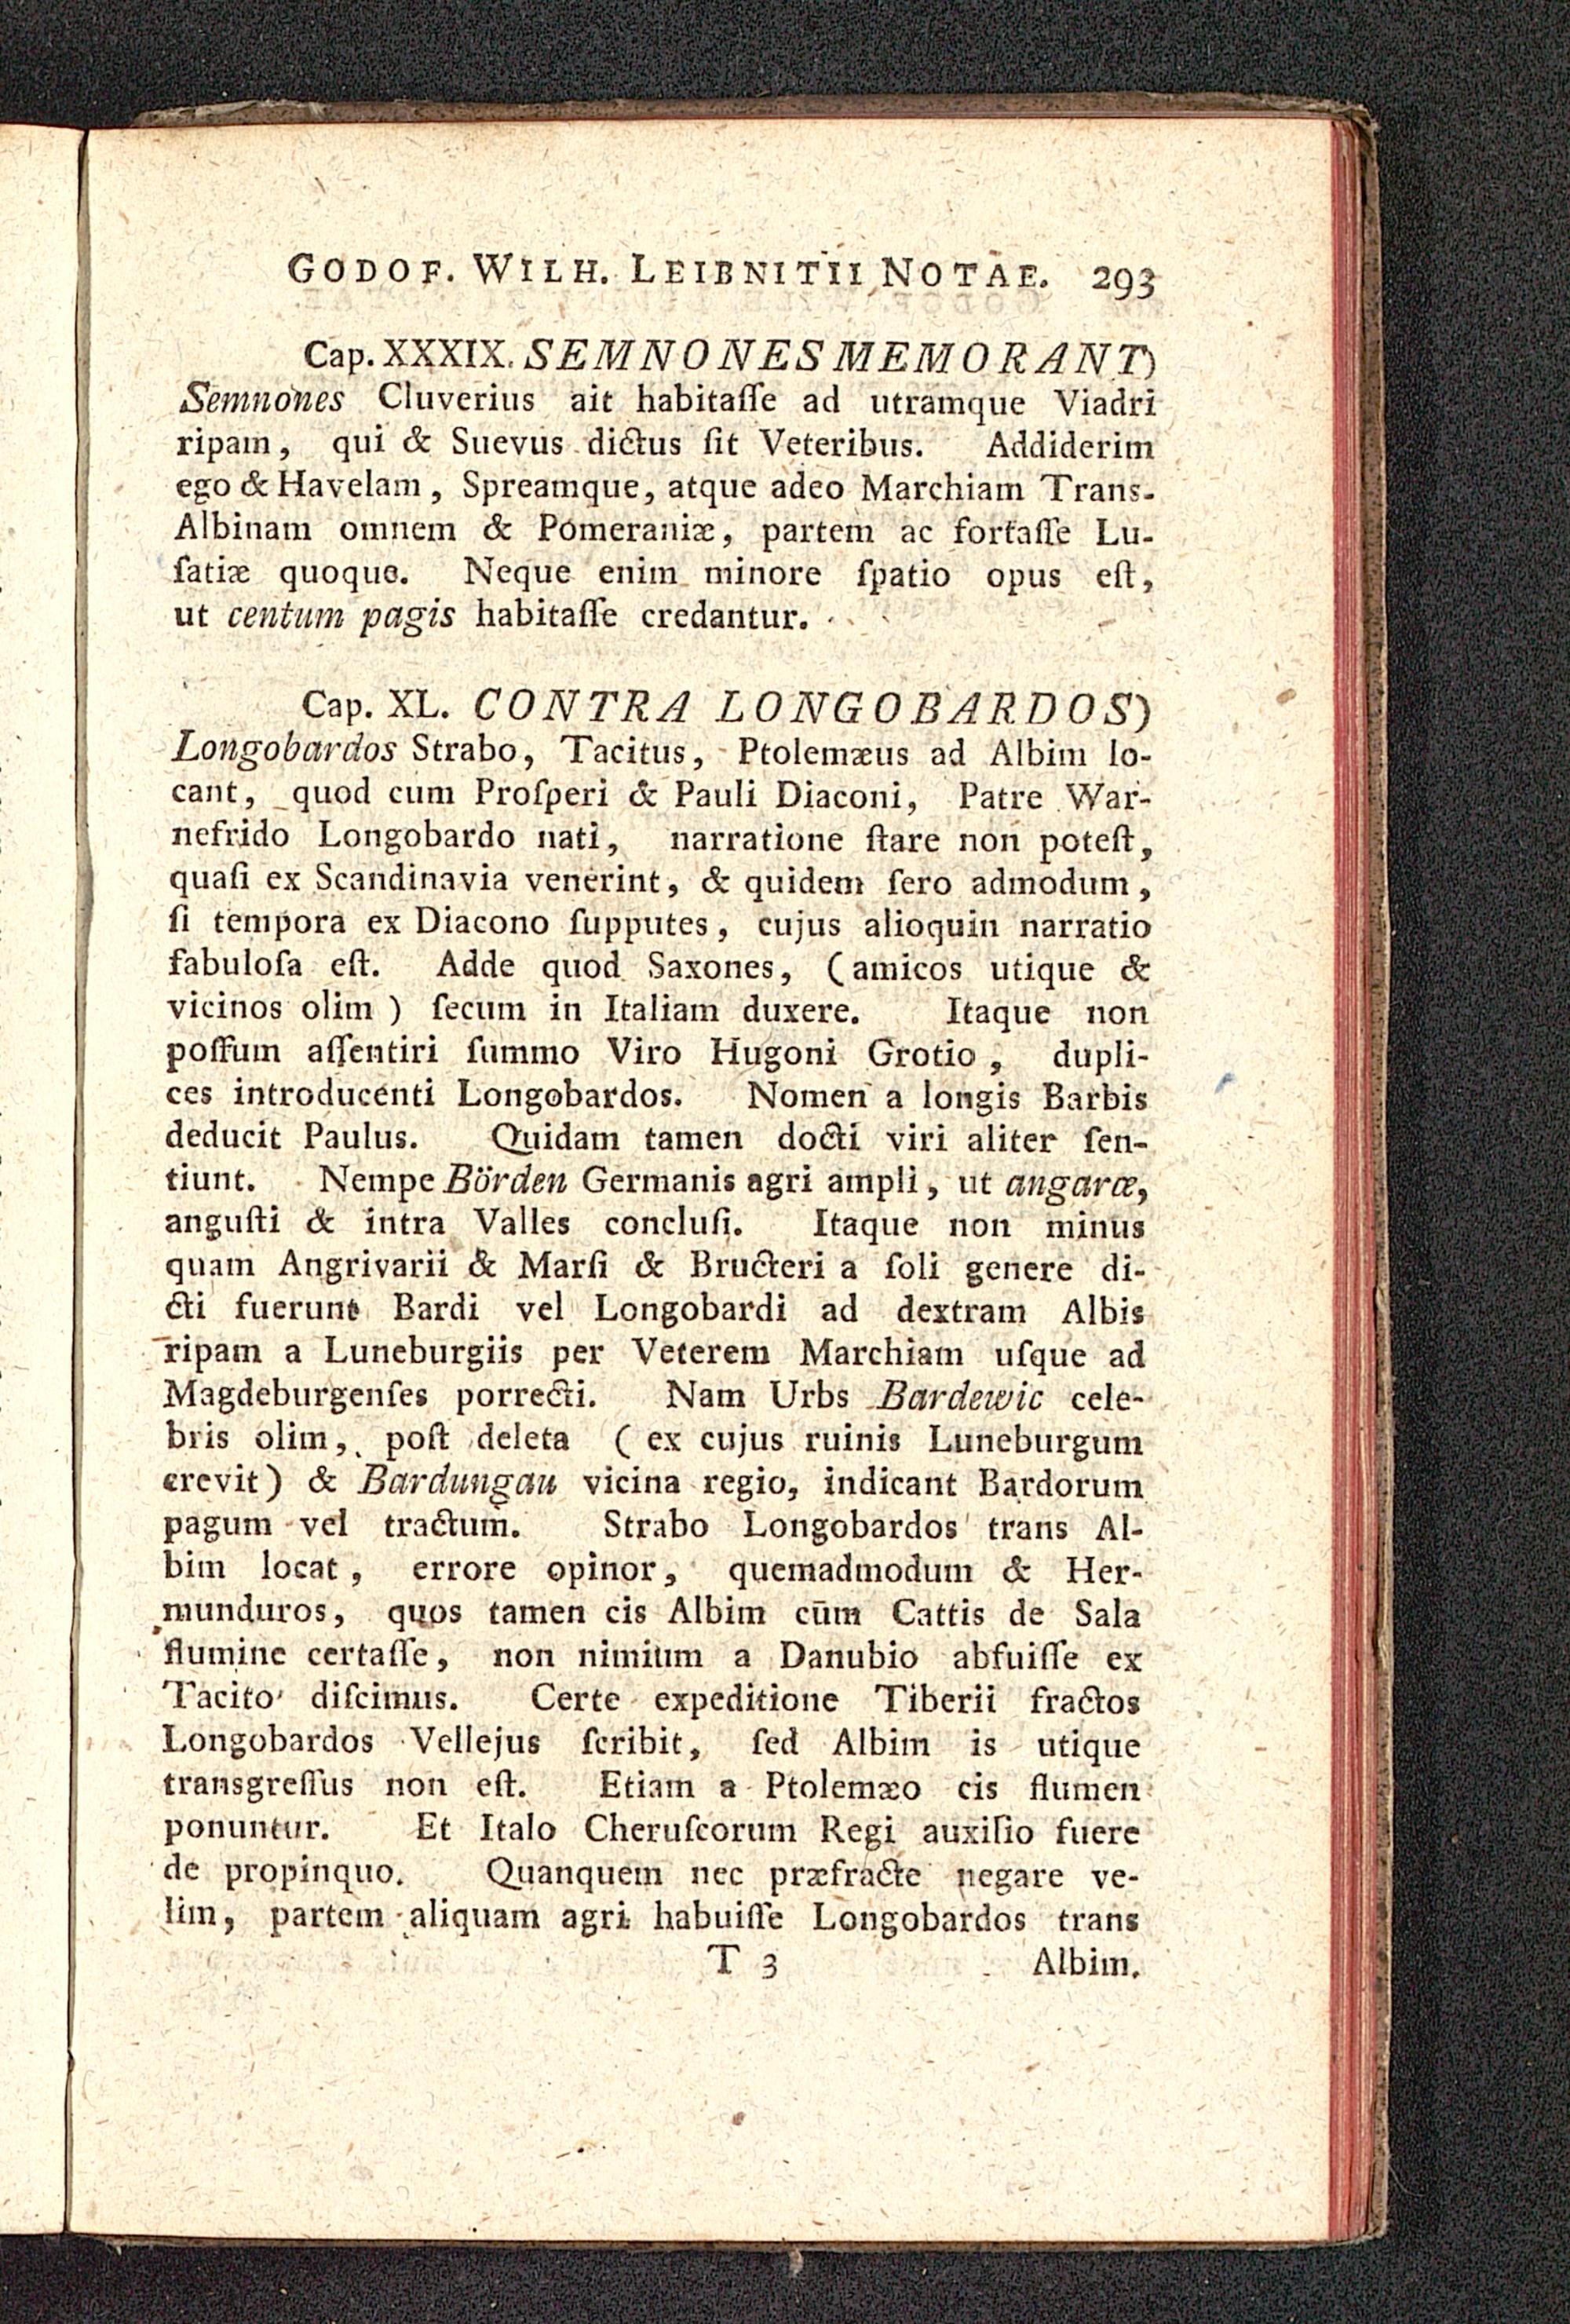 GODOF. WILH. LEIBNITII NOTAE. 293
Cap. XXXIX. SEMNONES MEMORANT)
Semnones Cluverius ait habitaſſe ad utramque Viadri
ripam, qui & Suevus dictus ſit Veteribus. Addiderim
ego & Havelam, Spreamque, atque adeo Marchiam Trans-
Albinam omnem & Pomeraniæ, partem ac fortaſſe Lu-
ſatiæ quoque. Neque enim minore ſpatio opus eſt,
ut centum pagis habitaſſe credantur.
Cap. XL. CONTRA LONGOBARDOS)
Longobardos Strabo, Tacitus, Ptolemæus ad Albim lo-
cant, quod cum Proſperi & Pauli Diaconi, Patre War-
nefrido Longobardo nati, narratione ſtare non poteſt,
quaſi ex Scandinavia venerint, & quidem ſero admodum,
ſi tempora ex Diacono ſupputes, cujus alioquin narratio
fabuloſa eſt. Adde quod Saxones, (amicos utique &
vicinos olim) ſecum in Italiam duxere. Itaque non
poſſum aſſentiri ſummo Viro Hugoni Grotio, dupli-
ces introducenti Longobardos. Nomen a longis Barbis
deducit Paulus. Quidam tamen docti viri aliter ſen-
tiunt. Nempe Börden Germanis agri ampli, ut angaræ,
anguſti & intra Valles concluſi. Itaque non minus
quam Angrivarii & Marſi & Bructeri a ſoli genere di-
cti fuerunt Bardi vel Longobardi ad dextram Albis
ripam a Luneburgiis per Veterem Marchiam uſque ad
Magdeburgenſes porrecti. Nam Urbs Bardewic cele-
bris olim, poſt deleta (ex cujus ruinis Luneburgum
crevit) & Bardungau vicina regio, indicant Bardorum
pagum vel tractum. Strabo Longobardos trans Al-
bim locat, errore opinor, quemadmodum & Her-
munduros, quos tamen cis Albim cum Cattis de Sala
flumine certaſſe, non nimium a Danubio abfuiſſe ex
Tacito diſcimus. Certe expeditione Tiberii fractos
Longobardos Vellejus ſcribit, ſed Albim is utique
transgreſſus non eſt. Etiam a Ptolemæo cis flumen
ponuntur. Et Italo Cheruſcorum Regi auxiſio fuere
de propinquo. Quanquem nec præfracte negare ve-
lim, partem aliquam agri habuiſſe Longobardos trans
T 3 Albim.